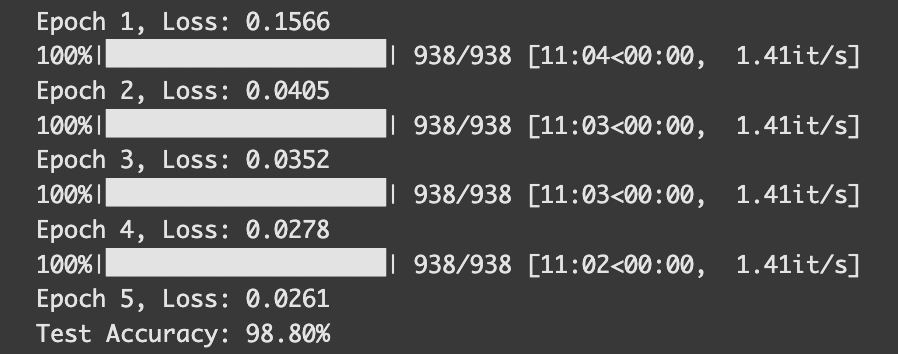 Epoch 1, Loss: 0.1566
100%|██████████| 938/938 [11:04<00:00,  1.41it/s]
Epoch 2, Loss: 0.0405
100%|██████████| 938/938 [11:03<00:00,  1.41it/s]
Epoch 3, Loss: 0.0352
100%|██████████| 938/938 [11:03<00:00,  1.41it/s]
Epoch 4, Loss: 0.0278
100%|██████████| 938/938 [11:02<00:00,  1.41it/s]
Epoch 5, Loss: 0.0261
Test Accuracy: 98.80%